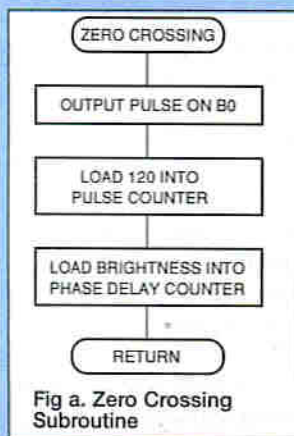 ZERO CROSSING
OUTPUT PULSE ON B0
LOAD 120 INTO
PULSE COUNTER
LOAD BRIGHTNESS INTO
PHASE DELAY COUNTER
RETURN
Fig a. Zero Crossing
Subroutine